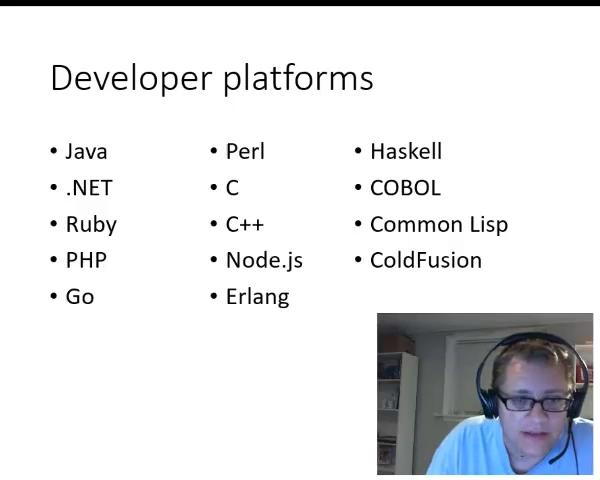 Developer platforms
• Java
• .NET
• Ruby
• PHP
• Go
• Perl
• C
• C++
• Node.js
• Erlang
• Haskell
• COBOL
• Common Lisp
• ColdFusion